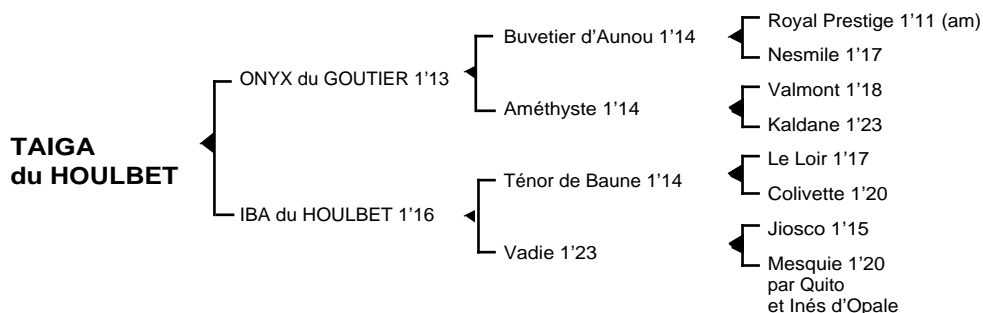 TAIGA
du HOULBET
ONYX du GOUTIER 1’13
IBA du HOULBET 1’16
Buvetier d’Aunou 1’14
Améthyste 1’14
Ténor de Baune 1’14
Vadie 1’23
Royal Prestige 1’11 (am)
Nesmile 1’17
Valmont 1’18
Kaldane 1’23
Le Loir 1’17
Colivette 1’20
Jiosco 1’15
Mesquie 1’20
par Quito
et Inés d’Opale